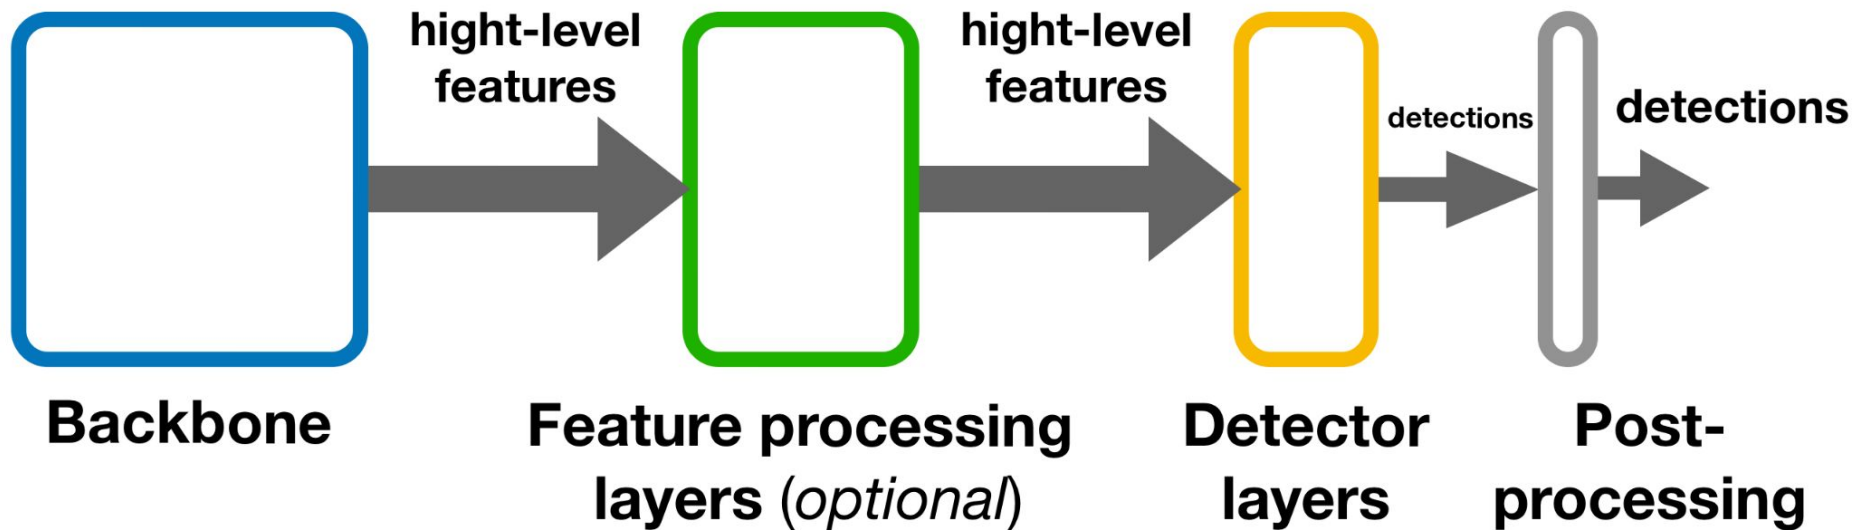 hight-level
features
hight-level
features
detections
detections
Backbone
Feature processing
layers (optional)
Detector
layers
Post-
processing